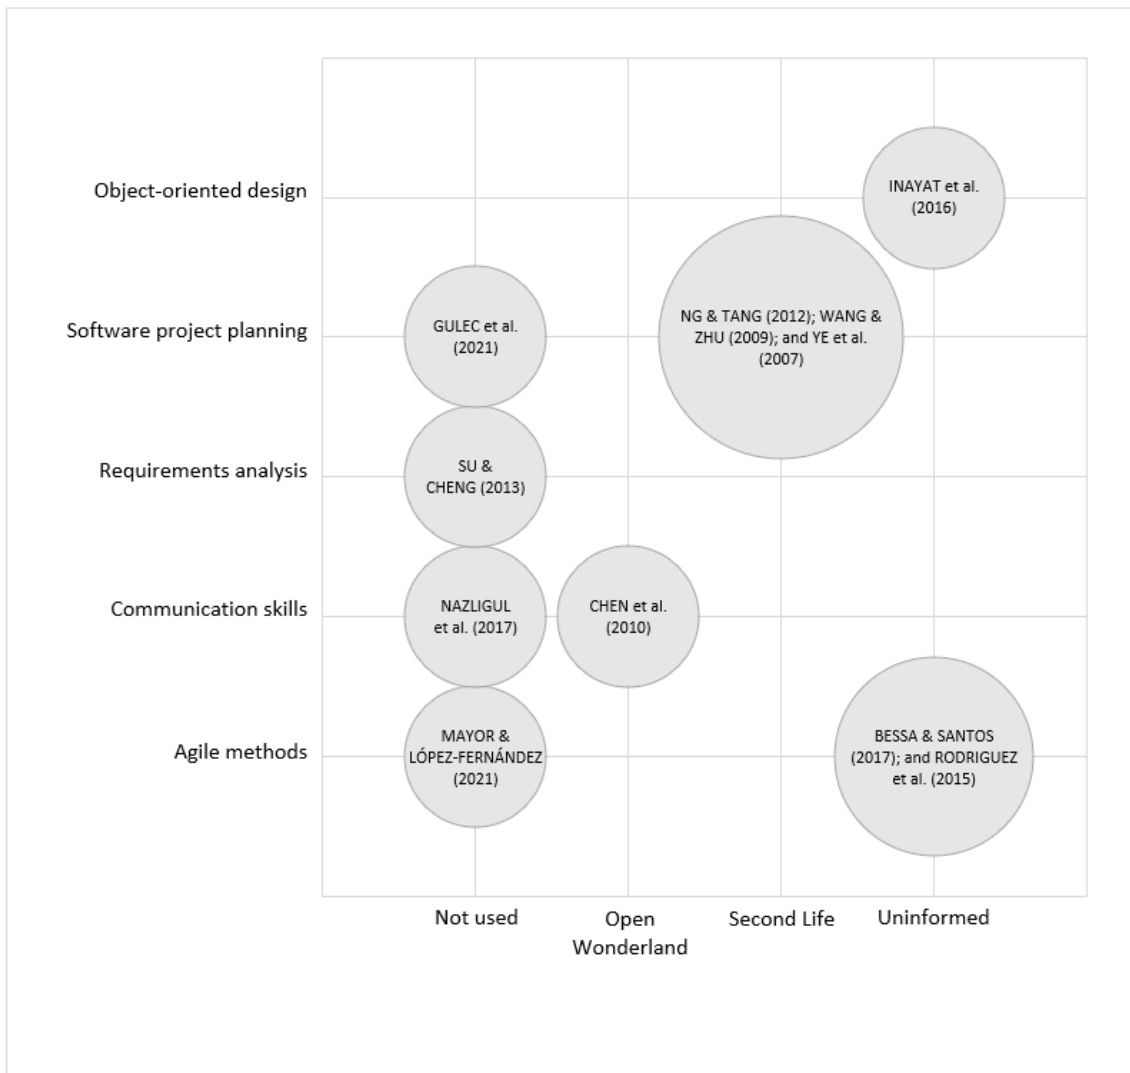 Object-oriented design
INAYAT et al.
(2016)
Software project planning
GULEC et al.
(2021)
NG & TANG (2012); WANG &
ZHU (2009); and YE et al.
(2007)
Requirements analysis
SU &
CHENG (2013)
Communication skills
NAZLIGUL
et al. (2017)
CHEN et al.
(2010)
Agile methods
MAYOR &
LÓPEZ-FERNÁNDEZ
(2021)
BESSA & SANTOS
(2017); and RODRIGUEZ
et al. (2015)
Not used
Open
Wonderland
Second Life
Uninformed